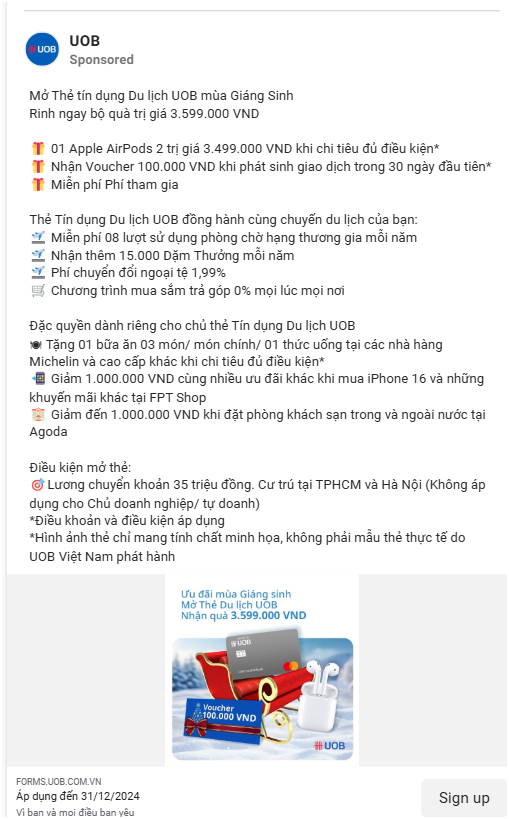 UOB
UOB
Sponsored
Mở Thẻ tín dụng Du lịch UOB mùa Giáng Sinh
Rinh ngay bộ quà trị giá 3.599.000 VND
🎁 01 Apple AirPods 2 trị giá 3.499.000 VND khi chi tiêu đủ điều kiện*
🎁 Nhận Voucher 100.000 VND khi phát sinh giao dịch trong 30 ngày đầu tiên*
🎁 Miễn phí Phí tham gia
Thẻ Tín dụng Du lịch UOB đồng hành cùng chuyến du lịch của bạn:
🛫 Miễn phí 08 lượt sử dụng phòng chờ hạng thương gia mỗi năm
🛫 Nhận thêm 15.000 Dặm Thưởng mỗi năm
🛫 Phí chuyển đổi ngoại tệ 1,99%
🛒 Chương trình mua sắm trả góp 0% mọi lúc mọi nơi
Đặc quyền dành riêng cho chủ thẻ Tín dụng Du lịch UOB
🍽 Tặng 01 bữa ăn 03 món/ món chính/ 01 thức uống tại các nhà hàng
Michelin và cao cấp khác khi chi tiêu đủ điều kiện*
📲 Giảm 1.000.000 VND cùng nhiều ưu đãi khác khi mua iPhone 16 và những
khuyến mãi khác tại FPT Shop
🏩 Giảm đến 1.000.000 VND khi đặt phòng khách sạn trong và ngoài nước tại
Agoda
Điều kiện mở thẻ:
🎯 Lương chuyển khoản 35 triệu đồng. Cư trú tại TPHCM và Hà Nội (Không áp
dụng cho Chủ doanh nghiệp/ tự doanh)
*Điều khoản và điều kiện áp dụng
*Hình ảnh thẻ chỉ mang tính chất minh họa, không phải mẫu thẻ thực tế do
UOB Việt Nam phát hành
Ưu đãi mùa Giáng sinh
Mở Thẻ Du lịch UOB
Nhận quà 3.599.000 VND
UOB
Voucher
100.000 VND
UOB
FORMS.UOB.COM.VN
Áp dụng đến 31/12/2024
Vì bạn và mọi điều bạn yêu
Sign up